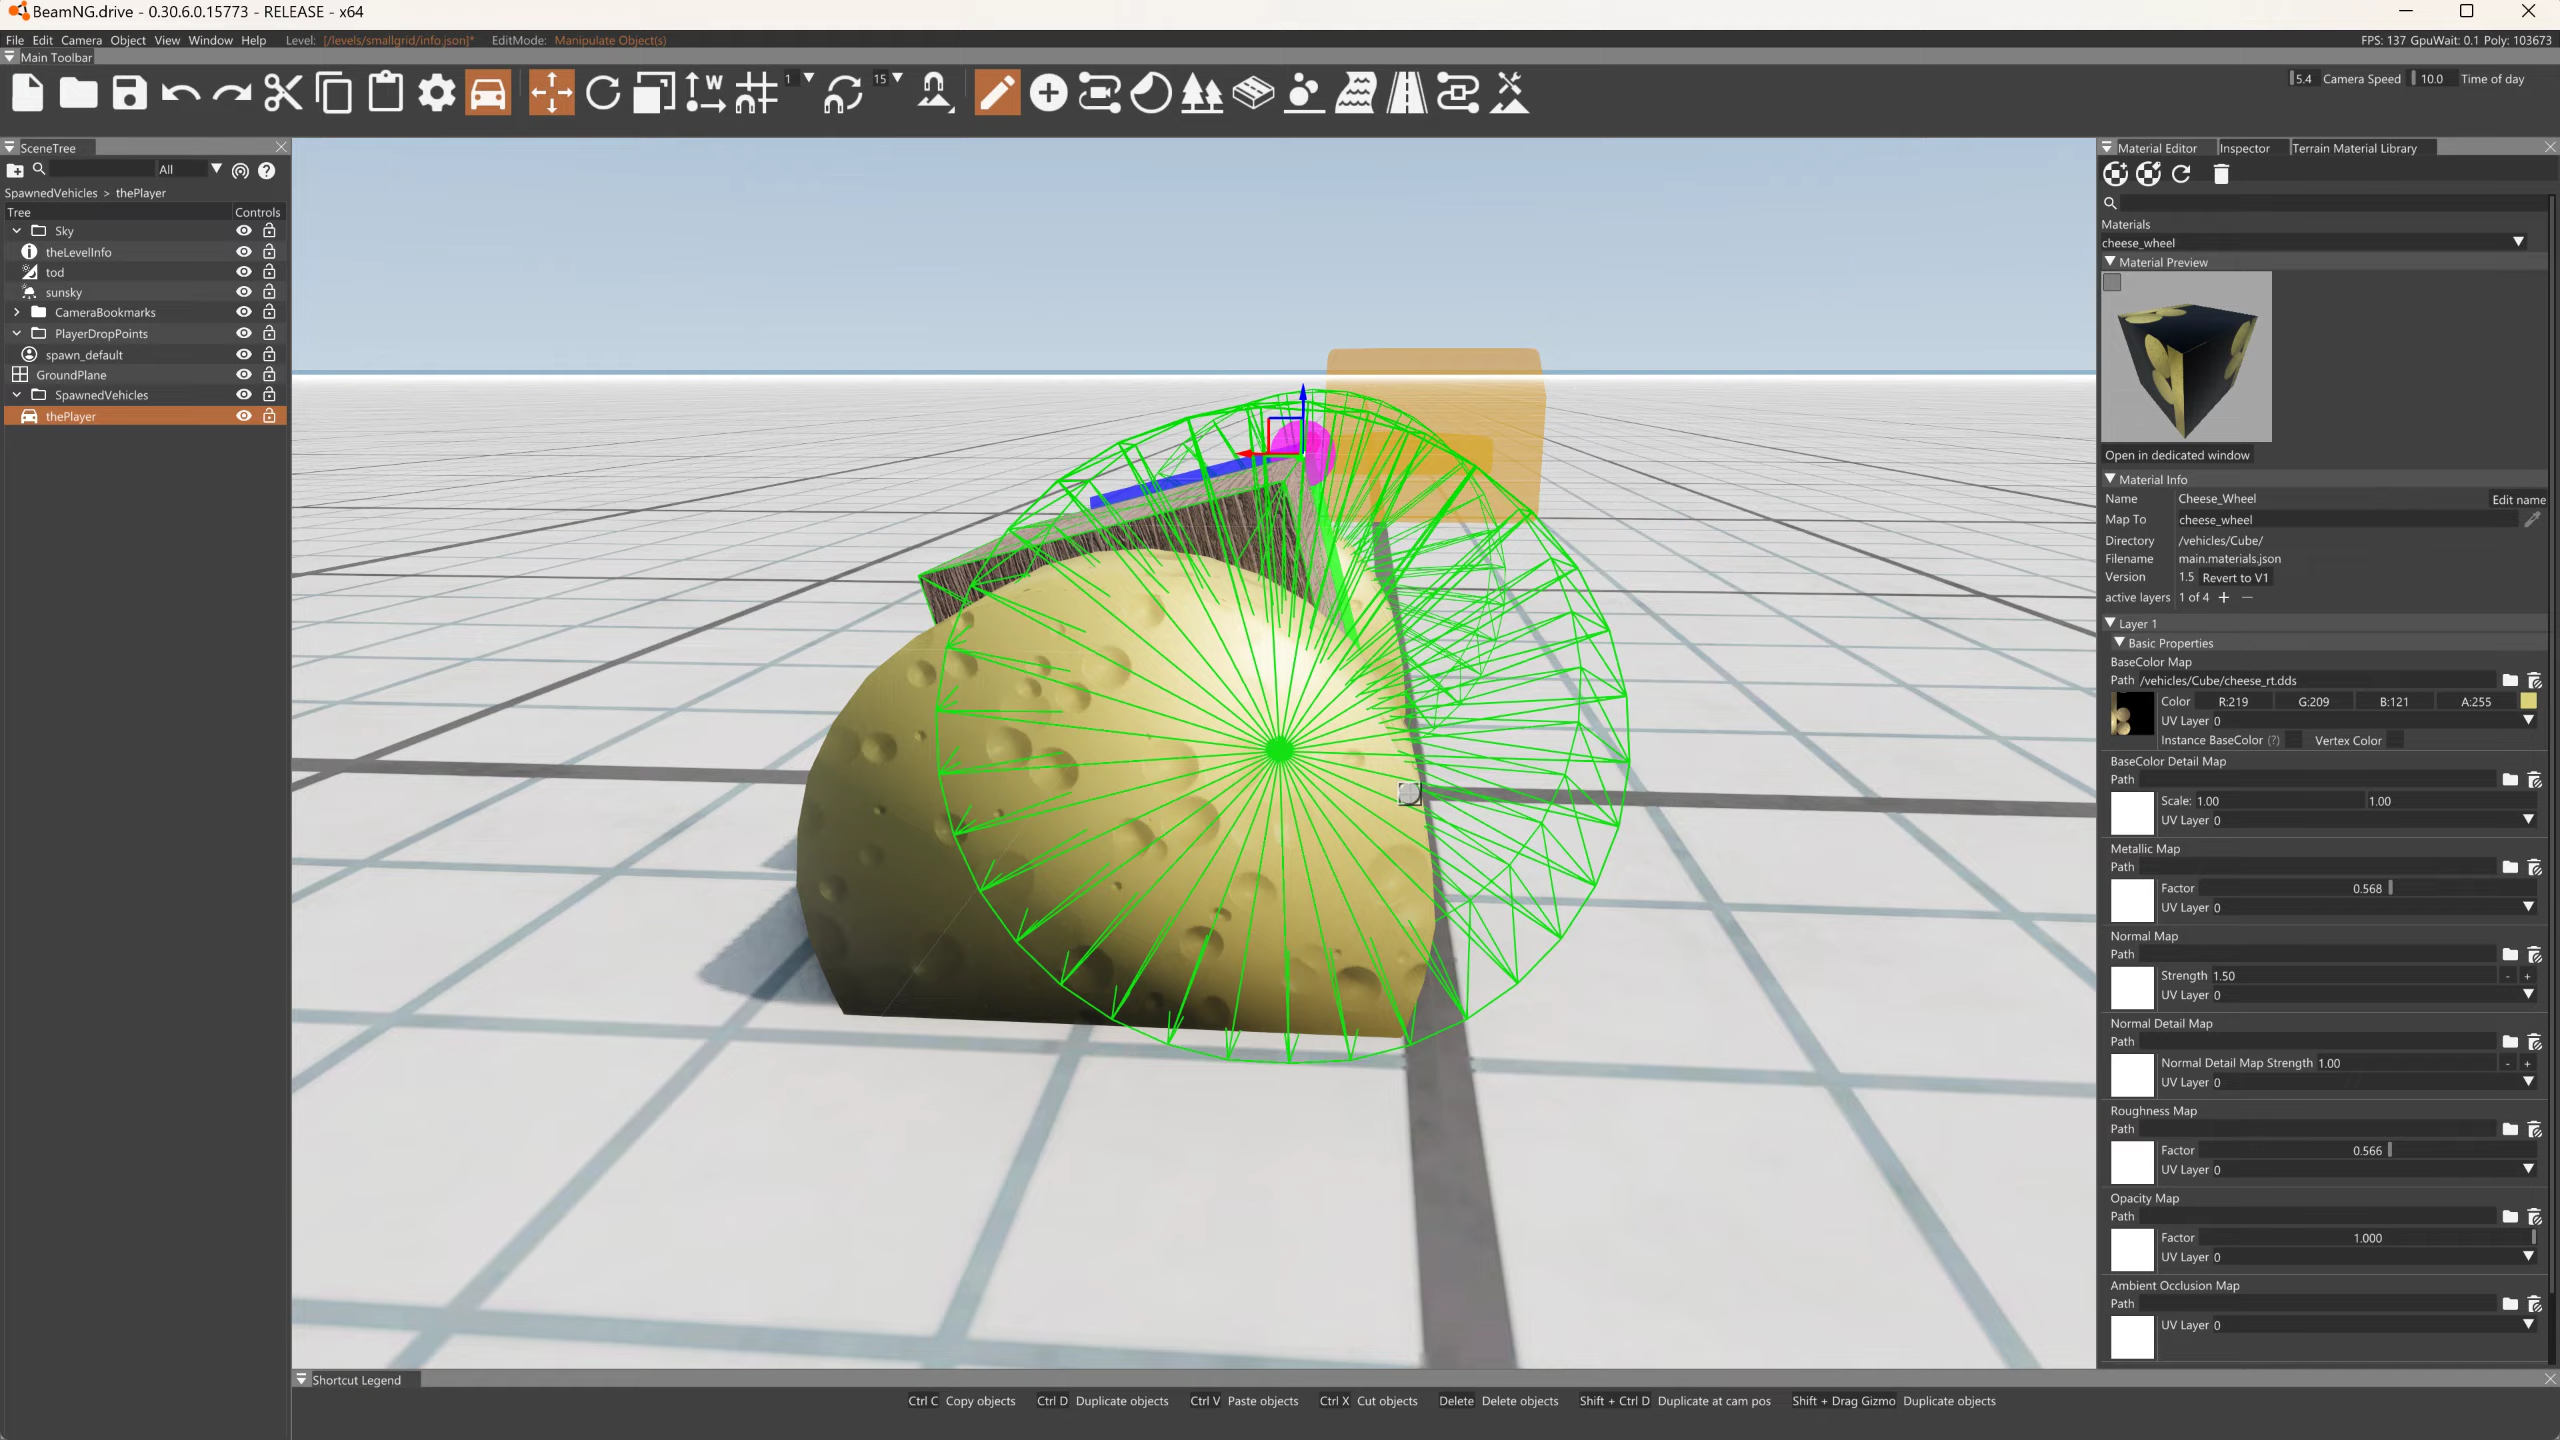 BeamNG.drive - 0.30.6.0.15773 - RELEASE - x64
File Edit Camera Object View Window Help Level: [/levels/smallgrid/info.json]* EditMode: Manipulate Object(s) FPS: 137 GpuWait: 0.1 Poly: 103673
Main Toolbar
W 1 15 5.4 Camera Speed 10.0 Time of day
SceneTree
All
SpawnedVehicles > thePlayer
Tree Controls
Sky
theLevelInfo
tod
sunsky
CameraBookmarks
PlayerDropPoints
spawn_default
GroundPlane
SpawnedVehicles
thePlayer
Material Editor Inspector Terrain Material Library
Materials
cheese_wheel
Material Preview
Open in dedicated window
Material Info
Name Cheese_Wheel Edit name
Map To cheese_wheel
Directory /vehicles/Cube/
Filename main.materials.json
Version 1.5 Revert to V1
active layers 1 of 4 + −
Layer 1
Basic Properties
BaseColor Map
Path /vehicles/Cube/cheese_rt.dds
Color R:219 G:209 B:121 A:255
UV Layer 0
Instance BaseColor (?) Vertex Color
BaseColor Detail Map
Path
Scale: 1.00 1.00
UV Layer 0
Metallic Map
Path
Factor 0.568
UV Layer 0
Normal Map
Path
Strength 1.50 - +
UV Layer 0
Normal Detail Map
Path
Normal Detail Map Strength 1.00 - +
UV Layer 0
Roughness Map
Path
Factor 0.566
UV Layer 0
Opacity Map
Path
Factor 1.000
UV Layer 0
Ambient Occlusion Map
Path
UV Layer 0
Shortcut Legend
Ctrl C Copy objects Ctrl D Duplicate objects Ctrl V Paste objects Ctrl X Cut objects Delete Delete objects Shift + Ctrl D Duplicate at cam pos Shift + Drag Gizmo Duplicate objects